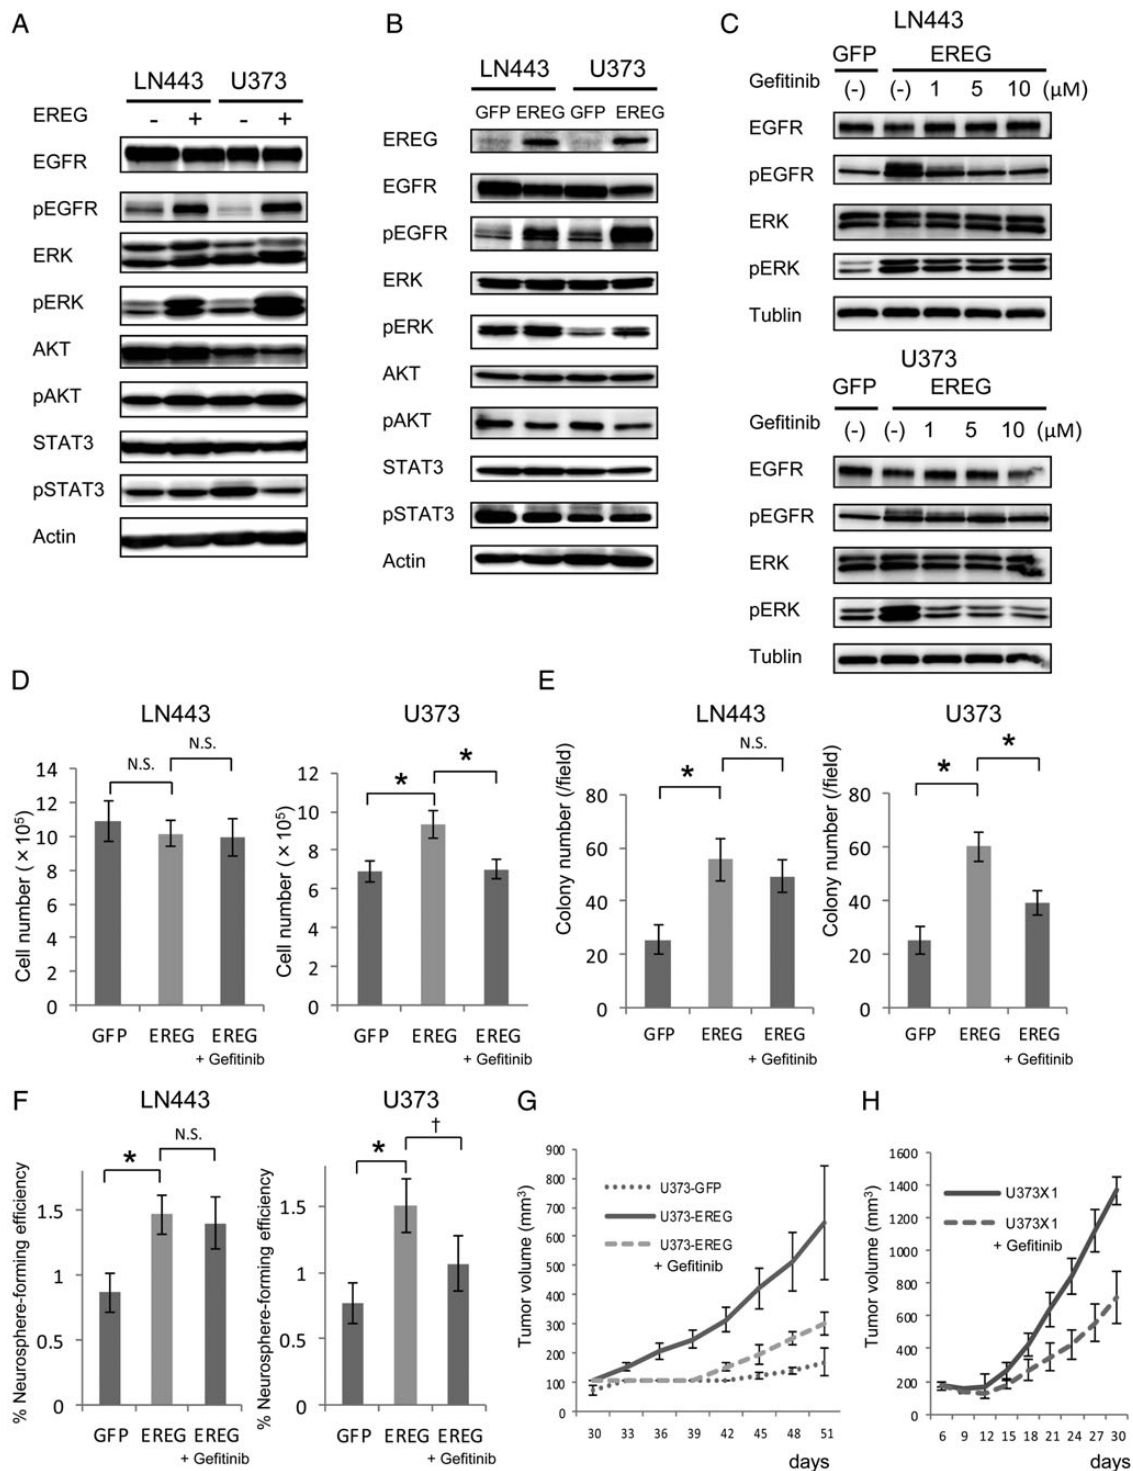 A
LN443 U373
EREG - + - +
EGFR
pEGFR
ERK
pERK
AKT
pAKT
STAT3
pSTAT3
Actin
B
LN443 U373
GFP EREG GFP EREG
EREG
EGFR
pEGFR
ERK
pERK
AKT
pAKT
STAT3
pSTAT3
Actin
C
LN443
GFP EREG
Gefitinib (-) (-) 1 5 10 (μM)
EGFR
pEGFR
ERK
pERK
Tublin
U373
GFP EREG
Gefitinib (-) (-) 1 5 10 (μM)
EGFR
pEGFR
ERK
pERK
Tublin
D
LN443
N.S.
N.S.
Cell number (×10⁵)
14
12
10
8
6
4
2
0
GFP EREG EREG
+ Gefitinib
U373
*
*
Cell number (×10⁵)
12
10
8
6
4
2
0
GFP EREG EREG
+ Gefitinib
E
LN443
N.S.
*
Colony number (/field)
80
60
40
20
0
GFP EREG EREG
+ Gefitinib
U373
*
*
Colony number (/field)
80
60
40
20
0
GFP EREG EREG
+ Gefitinib
F
LN443
N.S.
*
% Neurosphere-forming efficiency
1.5
1
0.5
0
GFP EREG EREG
+ Gefitinib
U373
†
*
% Neurosphere-forming efficiency
1.5
1
0.5
0
GFP EREG EREG
+ Gefitinib
G
Tumor volume (mm³)
900
800
700
600
500
400
300
200
100
0
U373-GFP
U373-EREG
U373-EREG
+ Gefitinib
30 33 36 39 42 45 48 51
days
H
Tumor volume (mm³)
1600
1400
1200
1000
800
600
400
200
0
U373X1
U373X1
+ Gefitinib
6 9 12 15 18 21 24 27 30
days